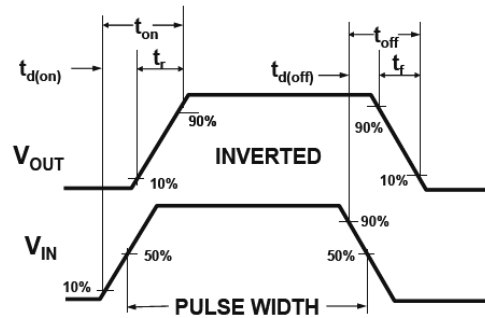 t_on t_off
t_r t_f
t_d(on) t_d(off)
90% 90%
V_OUT INVERTED
10% 10%
90%
V_IN
50% 50%
10%
PULSE WIDTH